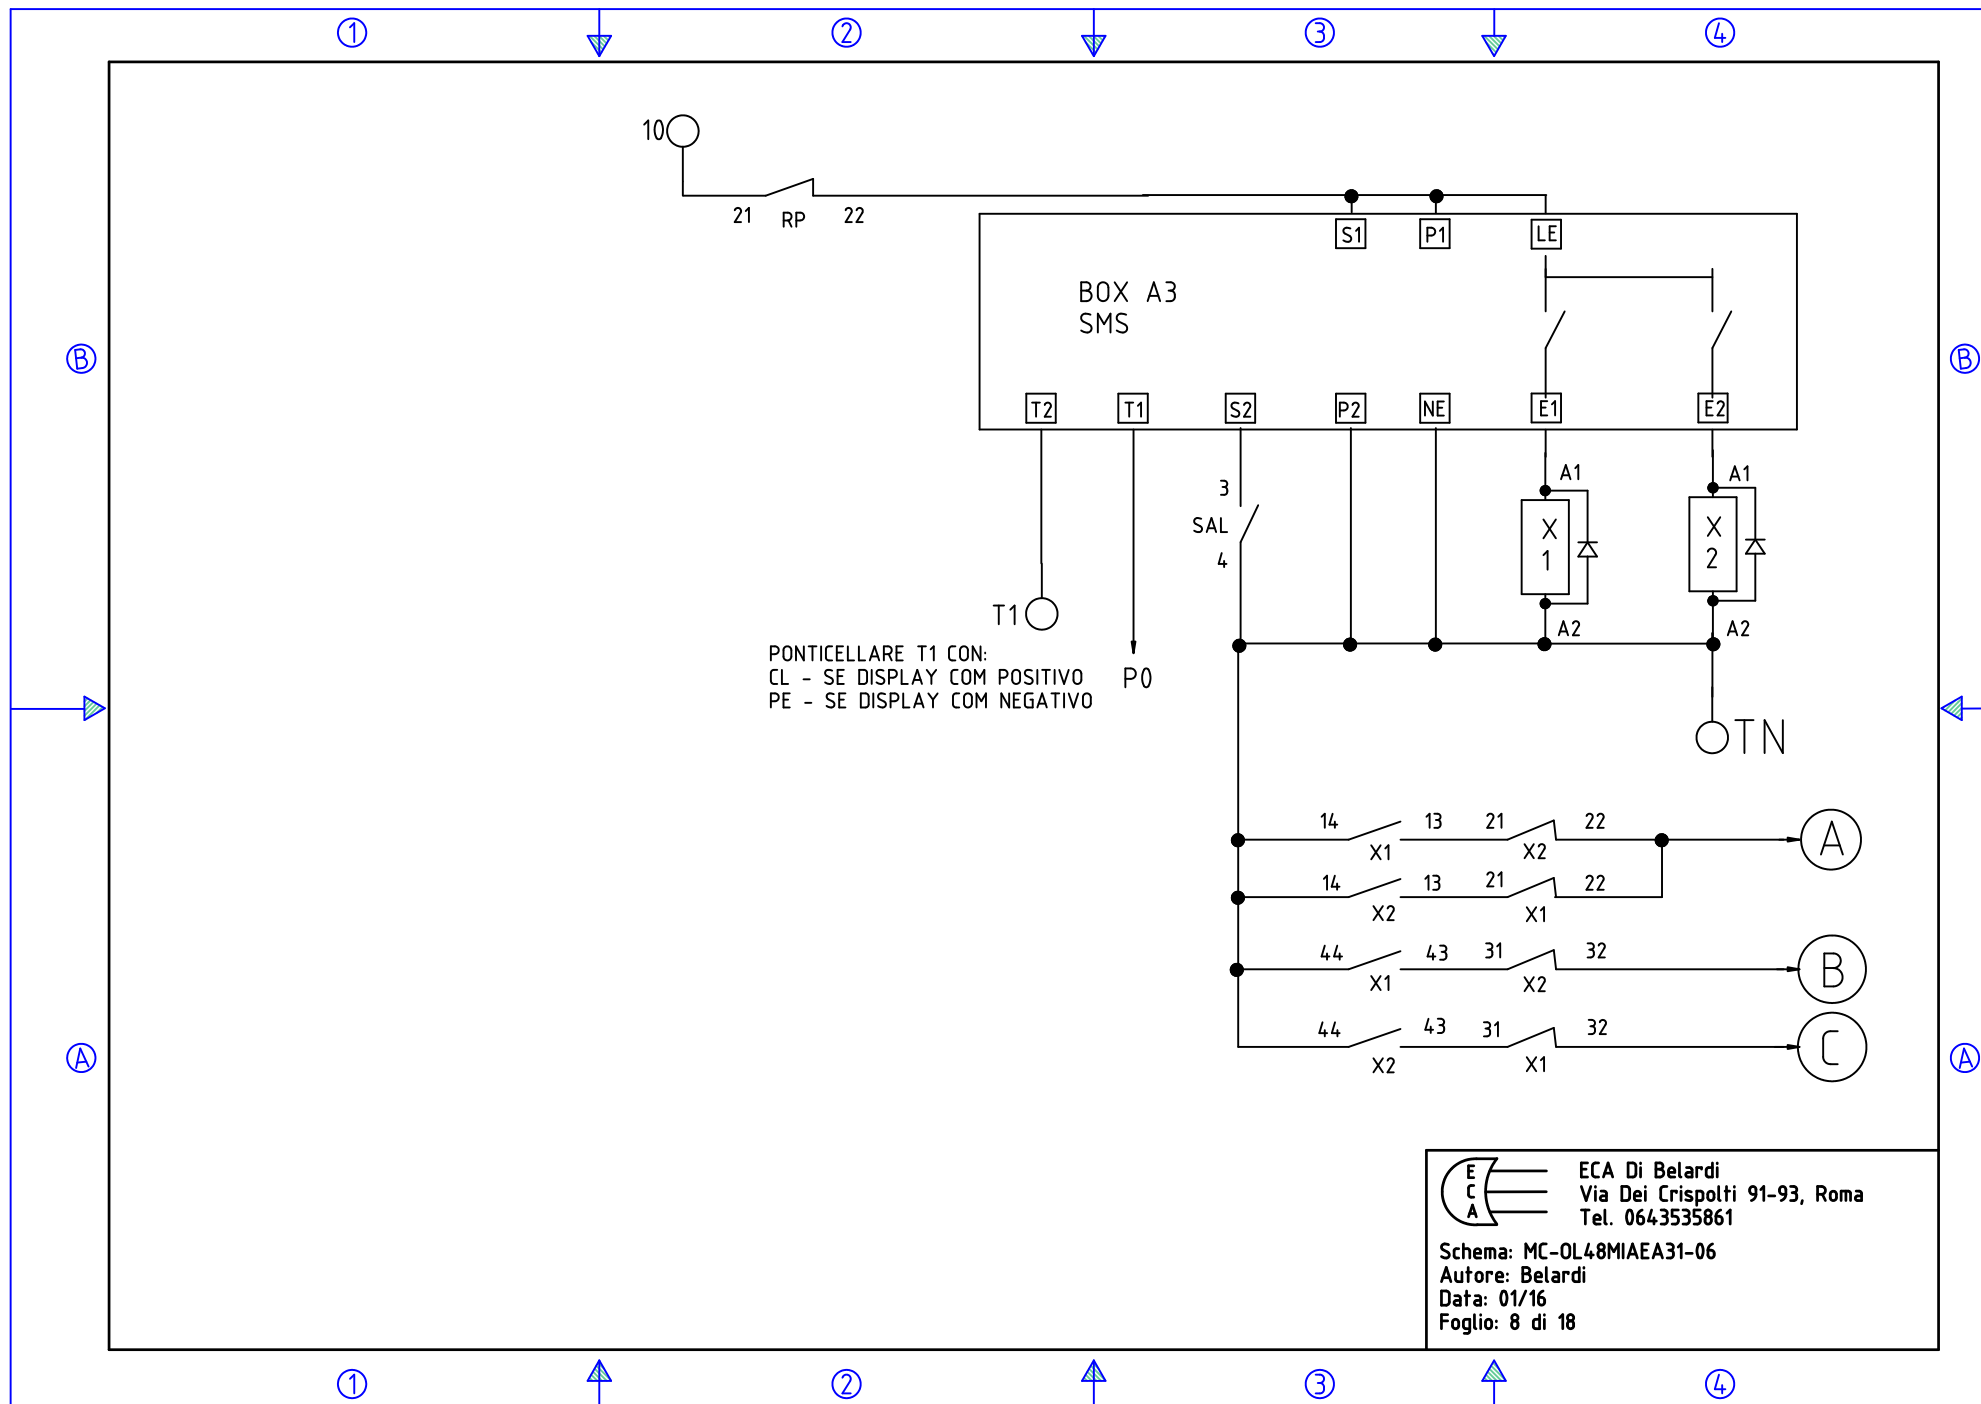 1 2 3 4
10
21 RP 22
S1 P1 LE
BOX A3
SMS
B B
T2 T1 S2 P2 NE E1 E2
A1 A1
3
SAL
4
X
1
X
2
T1
A2 A2
PONTICELLARE T1 CON:
CL - SE DISPLAY COM POSITIVO
PE - SE DISPLAY COM NEGATIVO
P0
TN
14 13 21 22
X1 X2
A
14 13 21 22
X2 X1
44 43 31 32
X1 X2
B
44 43 31 32
X2 X1
C
A A
E
C
A
ECA Di Belardi
Via Dei Crispolti 91-93, Roma
Tel. 0643535861
Schema: MC-OL48MIAEA31-06
Autore: Belardi
Data: 01/16
Foglio: 8 di 18
1 2 3 4